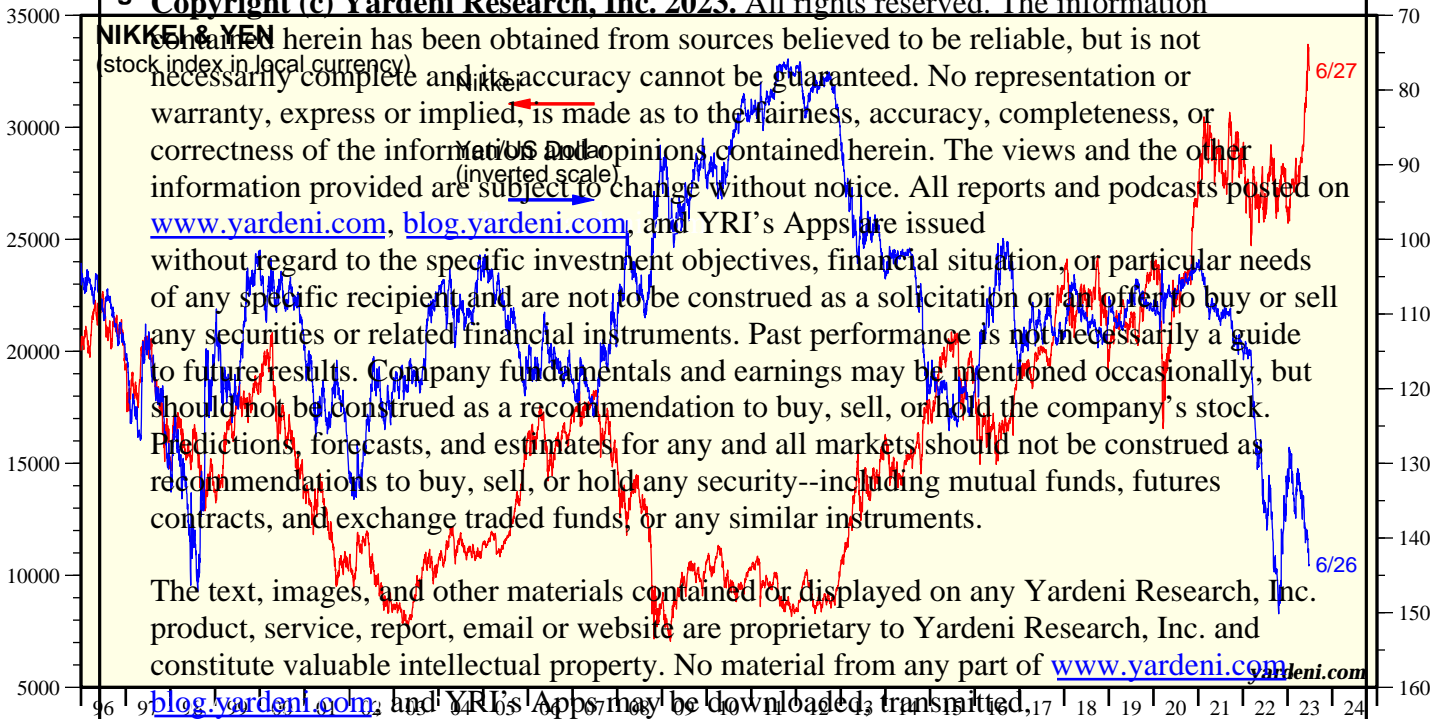 Copyright (c) Yardeni Research, Inc. 2023. All rights reserved. The information
contained herein has been obtained from sources believed to be reliable, but is not
necessarily complete and its accuracy cannot be guaranteed. No representation or
warranty, express or implied, is made as to the fairness, accuracy, completeness, or
correctness of the information and opinions contained herein. The views and the other
information provided are subject to change without notice. All reports and podcasts posted on
www.yardeni.com, blog.yardeni.com, and YRI's Apps are issued
without regard to the specific investment objectives, financial situation, or particular needs
of any specific recipient and are not to be construed as a solicitation or an offer to buy or sell
any securities or related financial instruments. Past performance is not necessarily a guide
to future results. Company fundamentals and earnings may be mentioned occasionally, but
should not be construed as a recommendation to buy, sell, or hold the company's stock.
Predictions, forecasts, and estimates for any and all markets should not be construed as
recommendations to buy, sell, or hold any security--including mutual funds, futures
contracts, and exchange traded funds, or any similar instruments.
The text, images, and other materials contained or displayed on any Yardeni Research, Inc.
product, service, report, email or website are proprietary to Yardeni Research, Inc. and
constitute valuable intellectual property. No material from any part of www.yardeni.com,
blog.yardeni.com, and YRI's Apps may be downloaded, transmitted,
NIKKEI & YEN
(stock index in local currency)
Nikkei
Yen/US Dollar
(inverted scale)
35000
30000
25000
20000
15000
10000
5000
70
80
90
100
110
120
130
140
150
160
6/27
6/26
yardeni.com
96 97 98 99 00 01 02 03 04 05 06 07 08 09 10 11 12 13 14 15 16 17 18 19 20 21 22 23 24